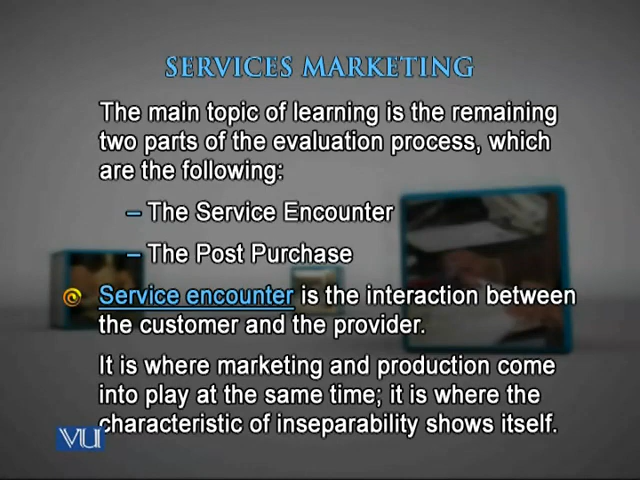 SERVICES MARKETING
The main topic of learning is the remaining
two parts of the evaluation process, which
are the following:
– The Service Encounter
– The Post Purchase
Service encounter is the interaction between
the customer and the provider.
It is where marketing and production come
into play at the same time; it is where the
characteristic of inseparability shows itself.
VU